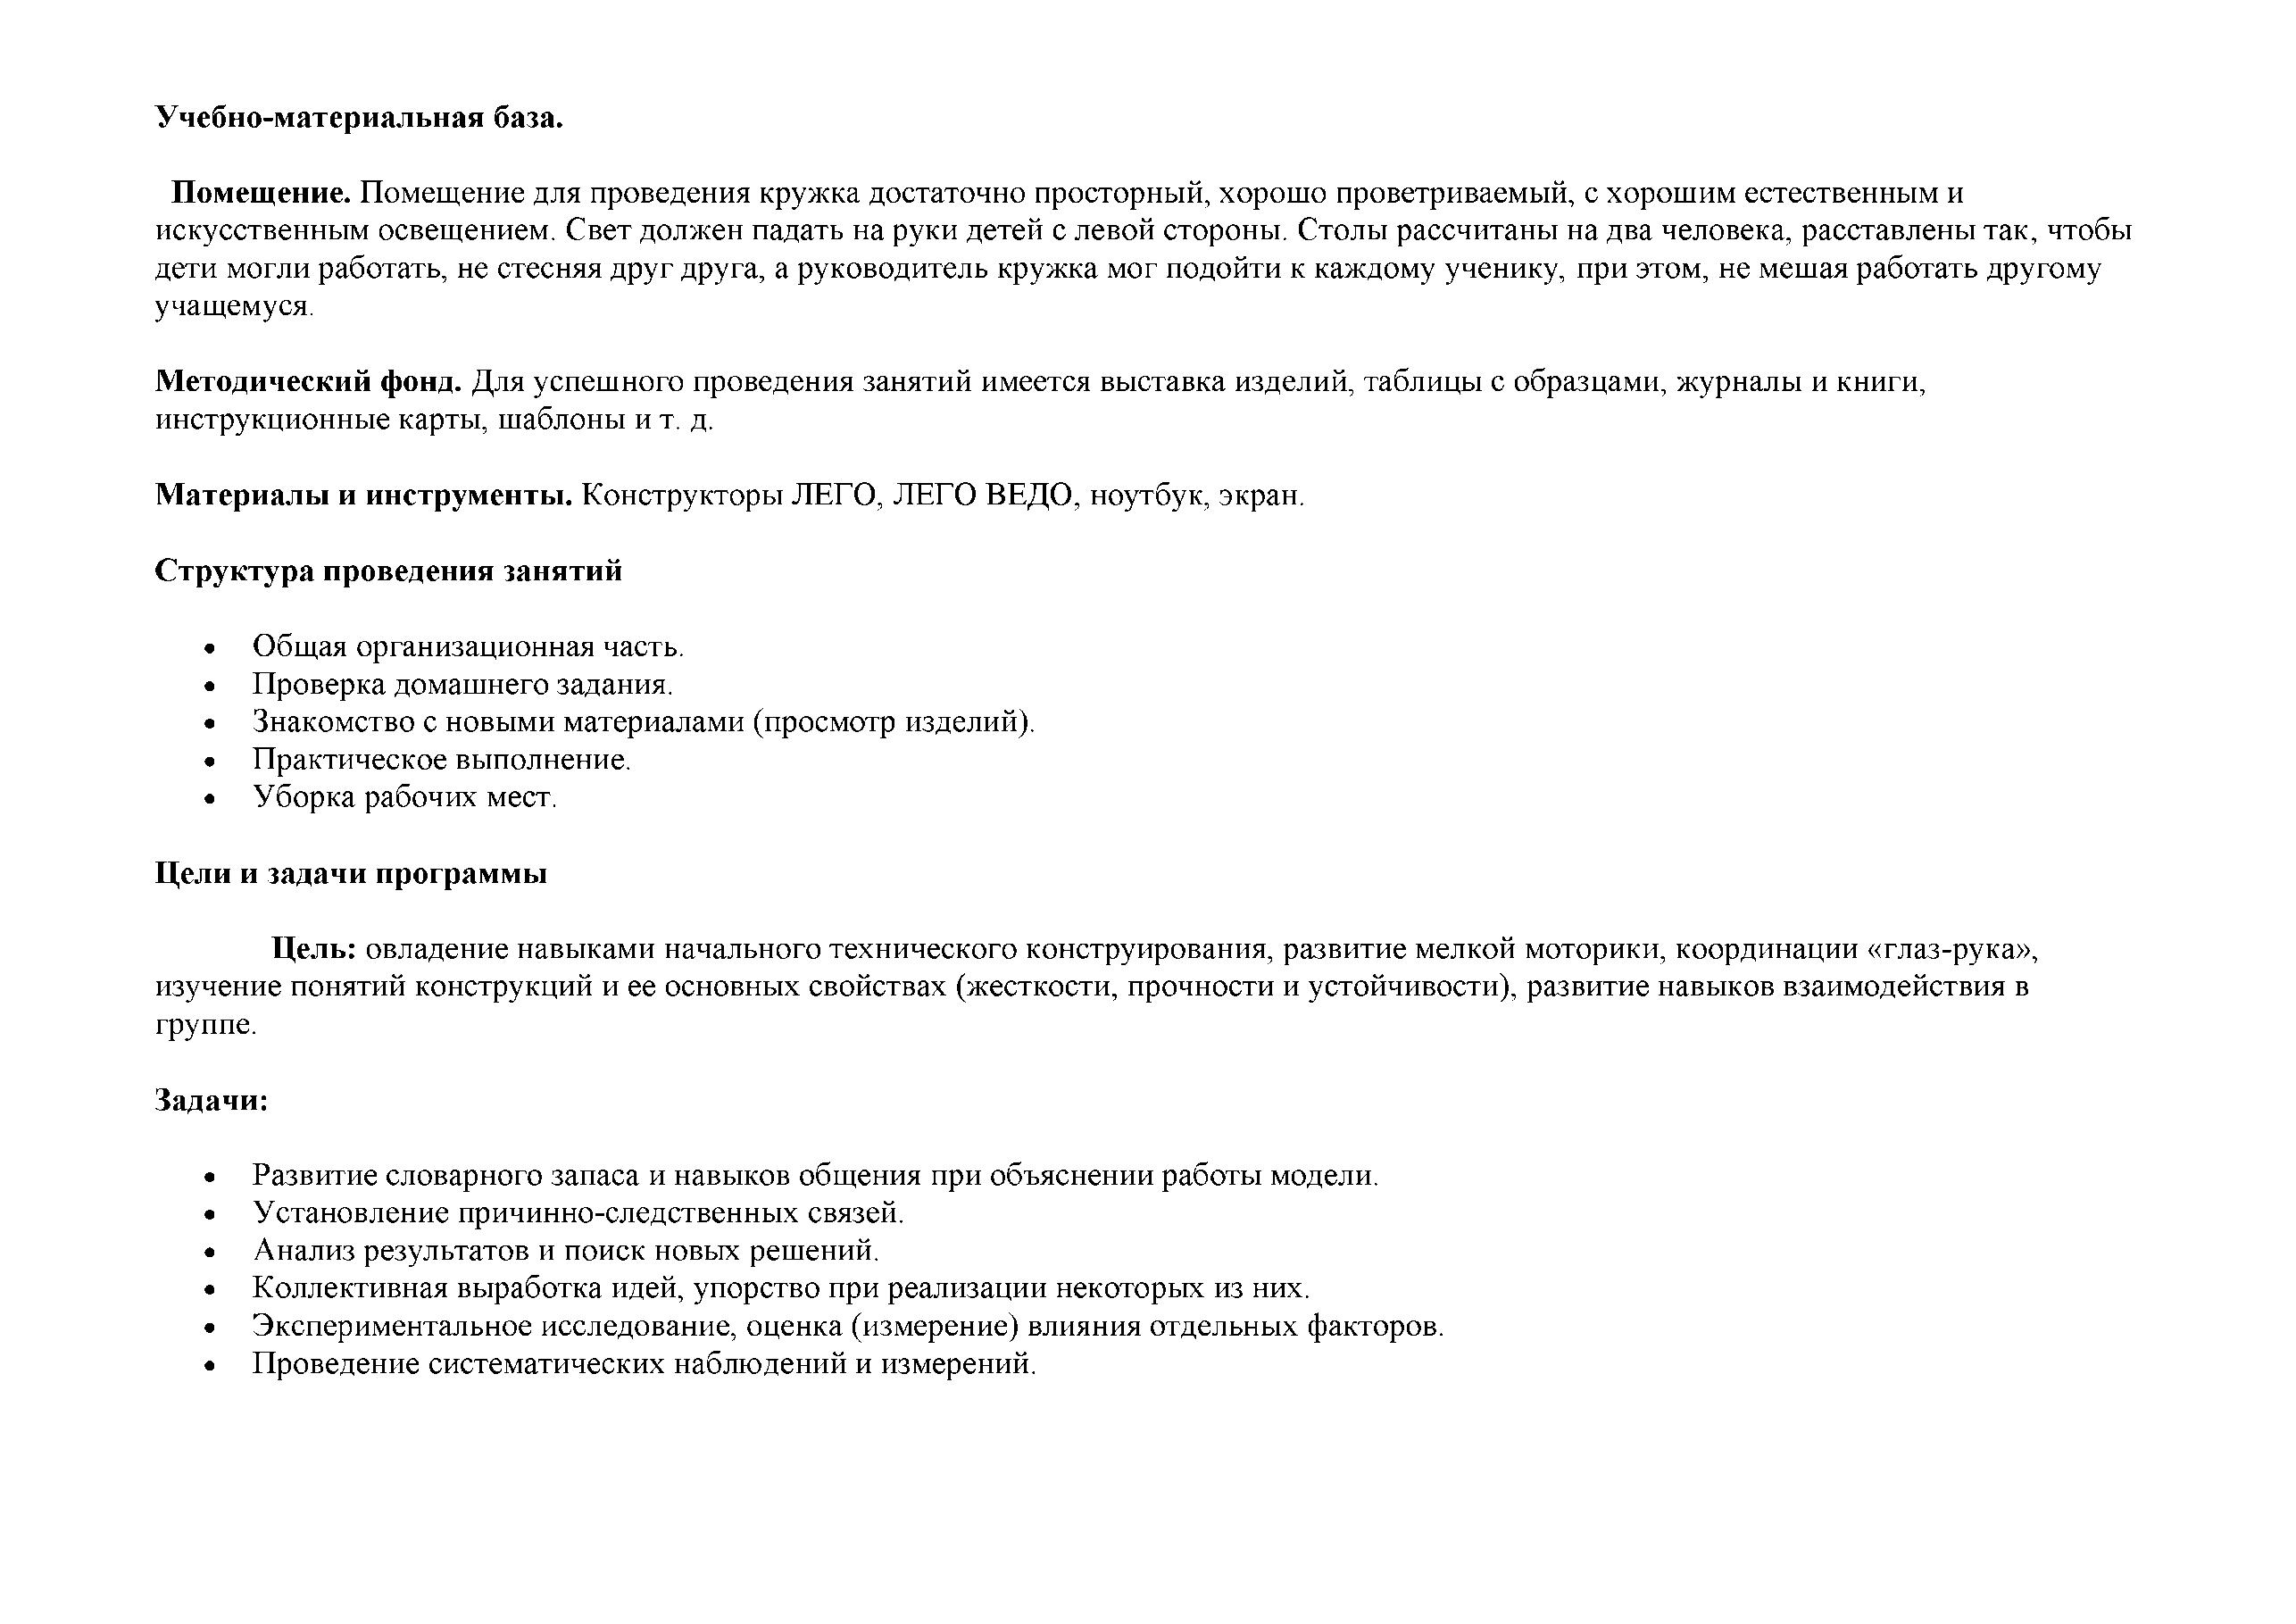 Учебно-материальная база.
Помещение. Помещение для проведения кружка достаточно просторный, хорошо проветриваемый, с хорошим естественным и
искусственным освещением. Свет должен падать на руки детей с левой стороны. Столы рассчитаны на два человека, расставлены так, чтобы
дети могли работать, не стесняя друг друга, а руководитель кружка мог подойти к каждому ученику, при этом, не мешая работать другому
учащемуся.
Методический фонд. Для успешного проведения занятий имеется выставка изделий, таблицы с образцами, журналы и книги,
инструкционные карты, шаблоны и т. д.
Материалы и инструменты. Конструкторы ЛЕГО, ЛЕГО ВЕДО, ноутбук, экран.
Структура проведения занятий
• Общая организационная часть.
• Проверка домашнего задания.
• Знакомство с новыми материалами (просмотр изделий).
• Практическое выполнение.
• Уборка рабочих мест.
Цели и задачи программы
Цель: овладение навыками начального технического конструирования, развитие мелкой моторики, координации «глаз-рука»,
изучение понятий конструкций и ее основных свойствах (жесткости, прочности и устойчивости), развитие навыков взаимодействия в
группе.
Задачи:
• Развитие словарного запаса и навыков общения при объяснении работы модели.
• Установление причинно-следственных связей.
• Анализ результатов и поиск новых решений.
• Коллективная выработка идей, упорство при реализации некоторых из них.
• Экспериментальное исследование, оценка (измерение) влияния отдельных факторов.
• Проведение систематических наблюдений и измерений.